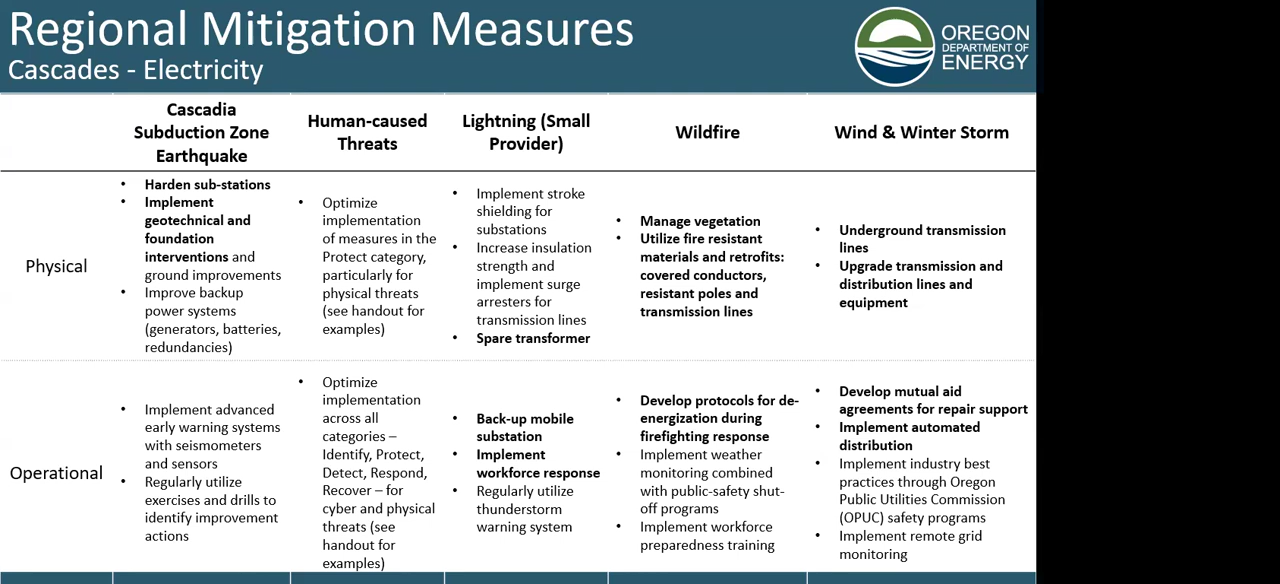 Regional Mitigation Measures
Cascades - Electricity
OREGON
DEPARTMENT OF
ENERGY
Cascadia
Subduction Zone
Earthquake
Human-caused
Threats
Lightning (Small
Provider)
Wildfire
Wind & Winter Storm
Physical
• Harden sub-stations
• Implement
geotechnical and
foundation
interventions and
ground improvements
• Improve backup
power systems
(generators, batteries,
redundancies)
• Optimize
implementation
of measures in the
Protect category,
particularly for
physical threats
(see handout for
examples)
• Implement stroke
shielding for
substations
• Increase insulation
strength and
implement surge
arresters for
transmission lines
• Spare transformer
• Manage vegetation
• Utilize fire resistant
materials and retrofits:
covered conductors,
resistant poles and
transmission lines
• Underground transmission
lines
• Upgrade transmission and
distribution lines and
equipment
Operational
• Implement advanced
early warning systems
with seismometers
and sensors
• Regularly utilize
exercises and drills to
identify improvement
actions
• Optimize
implementation
across all
categories –
Identify, Protect,
Detect, Respond,
Recover – for
cyber and physical
threats (see
handout for
examples)
• Back-up mobile
substation
• Implement
workforce response
• Regularly utilize
thunderstorm
warning system
• Develop protocols for de-
energization during
firefighting response
• Implement weather
monitoring combined
with public-safety shut-
off programs
• Implement workforce
preparedness training
• Develop mutual aid
agreements for repair support
• Implement automated
distribution
• Implement industry best
practices through Oregon
Public Utilities Commission
(OPUC) safety programs
• Implement remote grid
monitoring